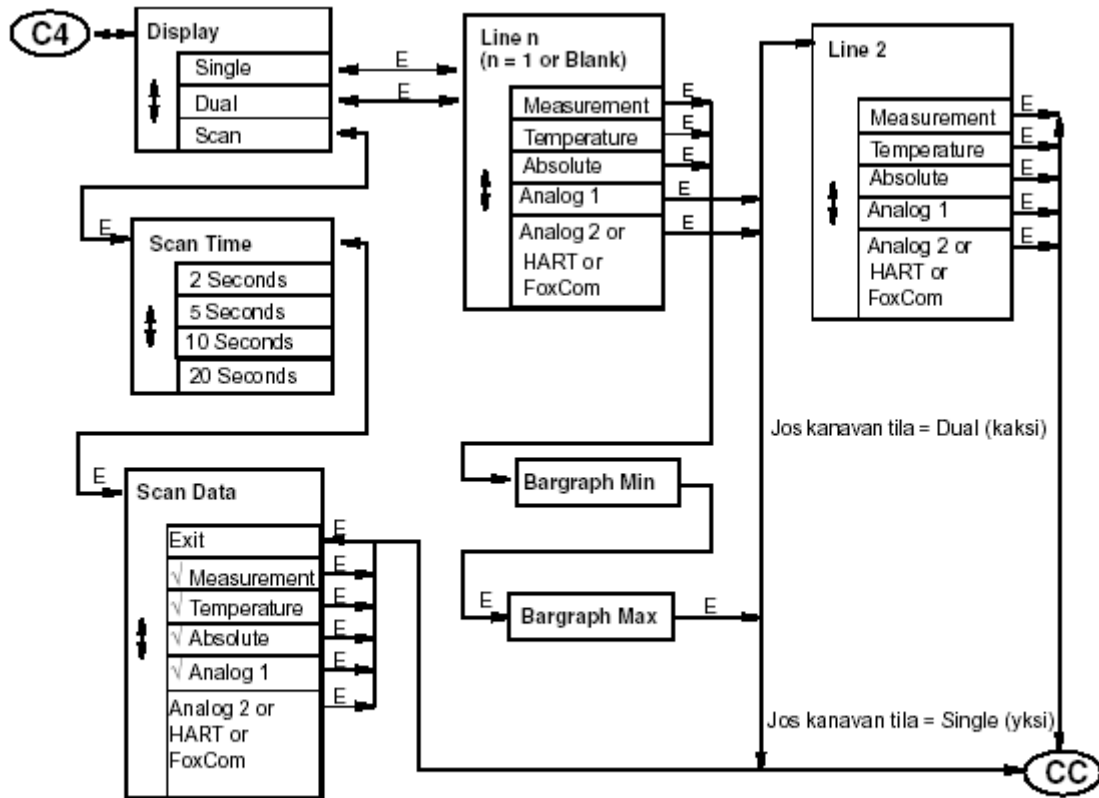 C4
Display
Single
Dual
Scan
E
E
E
Scan Time
2 Seconds
5 Seconds
10 Seconds
20 Seconds
E
Scan Data
Exit
√ Measurement
√ Temperature
√ Absolute
√ Analog 1
Analog 2 or
HART or
FoxCom
E
E
E
E
E
E
Line n
(n = 1 or Blank)
Measurement
Temperature
Absolute
Analog 1
Analog 2 or
HART or
FoxCom
E
E
E
E
E
Bargraph Min
E
Bargraph Max
E
Line 2
Measurement
Temperature
Absolute
Analog 1
Analog 2 or
HART or
FoxCom
E
E
E
E
E
Jos kanavan tila = Dual (kaksi)
Jos kanavan tila = Single (yksi)
CC